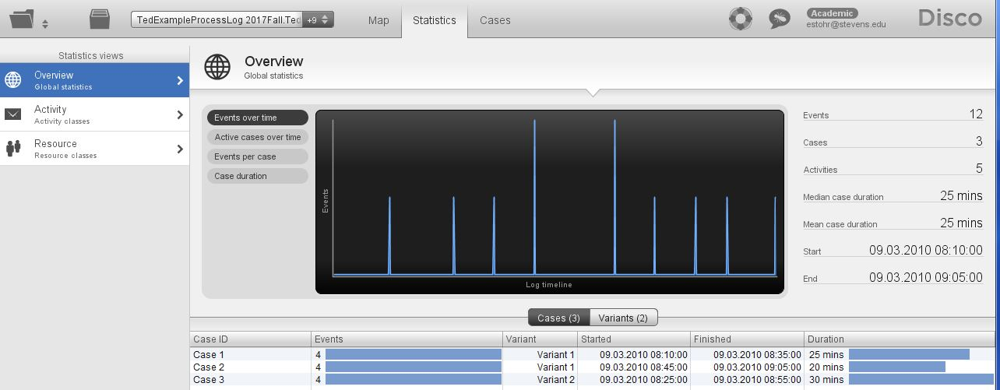 TedExampleProcessLog 2017Fall.Ted +9 Map Statistics Cases Academic estohr@stevens.edu Disco
Statistics views
Overview
Global statistics
Activity
Activity classes
Resource
Resource classes
Overview
Global statistics
Events over time
Active cases over time
Events per case
Case duration
Events
Log timeline
Events 12
Cases 3
Activities 5
Median case duration 25 mins
Mean case duration 25 mins
Start 09.03.2010 08:10:00
End 09.03.2010 09:05:00
Cases (3) Variants (2)
Case ID Events Variant Started Finished Duration
Case 1 4 Variant 1 09.03.2010 08:10:00 09.03.2010 08:35:00 25 mins
Case 2 4 Variant 1 09.03.2010 08:45:00 09.03.2010 09:05:00 20 mins
Case 3 4 Variant 2 09.03.2010 08:25:00 09.03.2010 08:55:00 30 mins